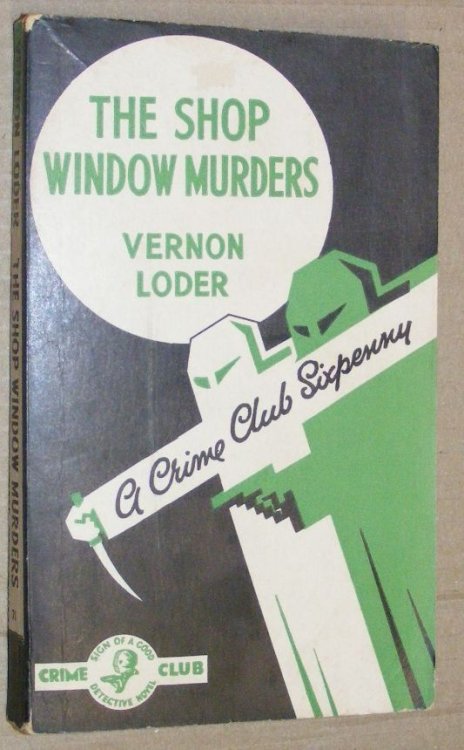 THE SHOP
WINDOW MURDERS
VERNON
LODER
A Crime Club Sixpenny
CRIME CLUB
SIGN OF A GOOD
DETECTIVE NOVEL
VERNON LODER THE SHOP WINDOW MURDERS